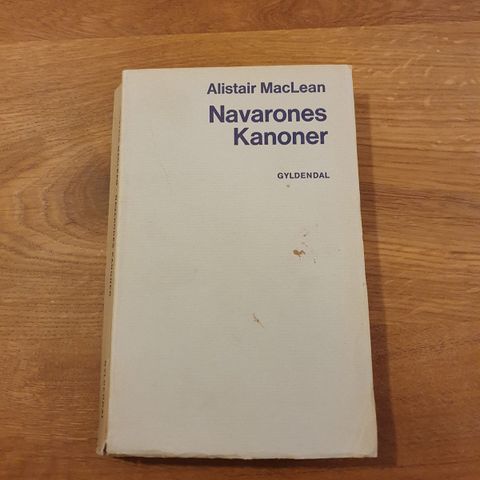 Alistair MacLean
Navarones
Kanoner
GYLDENDAL